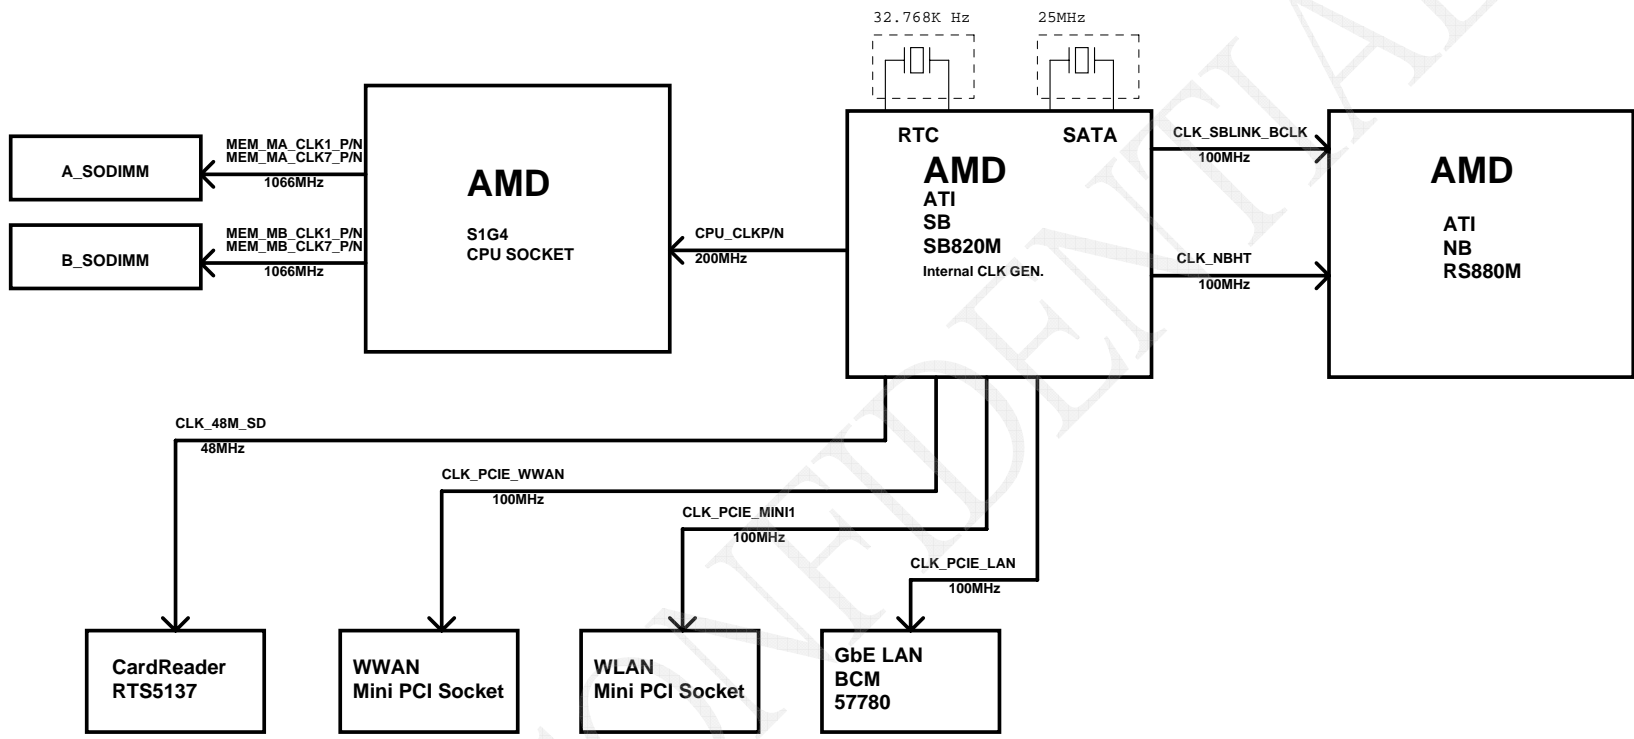 32.768K Hz
25MHz
A_SODIMM
MEM_MA_CLK1_P/N
MEM_MA_CLK7_P/N
1066MHz
B_SODIMM
MEM_MB_CLK1_P/N
MEM_MB_CLK7_P/N
1066MHz
AMD
S1G4
CPU SOCKET
CPU_CLKP/N
200MHz
RTC
SATA
AMD
ATI
SB
SB820M
Internal CLK GEN.
CLK_SBLINK_BCLK
100MHz
CLK_NBHT
100MHz
AMD
ATI
NB
RS880M
CLK_48M_SD
48MHz
CLK_PCIE_WWAN
100MHz
CLK_PCIE_MINI1
100MHz
CLK_PCIE_LAN
100MHz
CardReader
RTS5137
WWAN
Mini PCI Socket
WLAN
Mini PCI Socket
GbE LAN
BCM
57780
ONFIDENTIAL